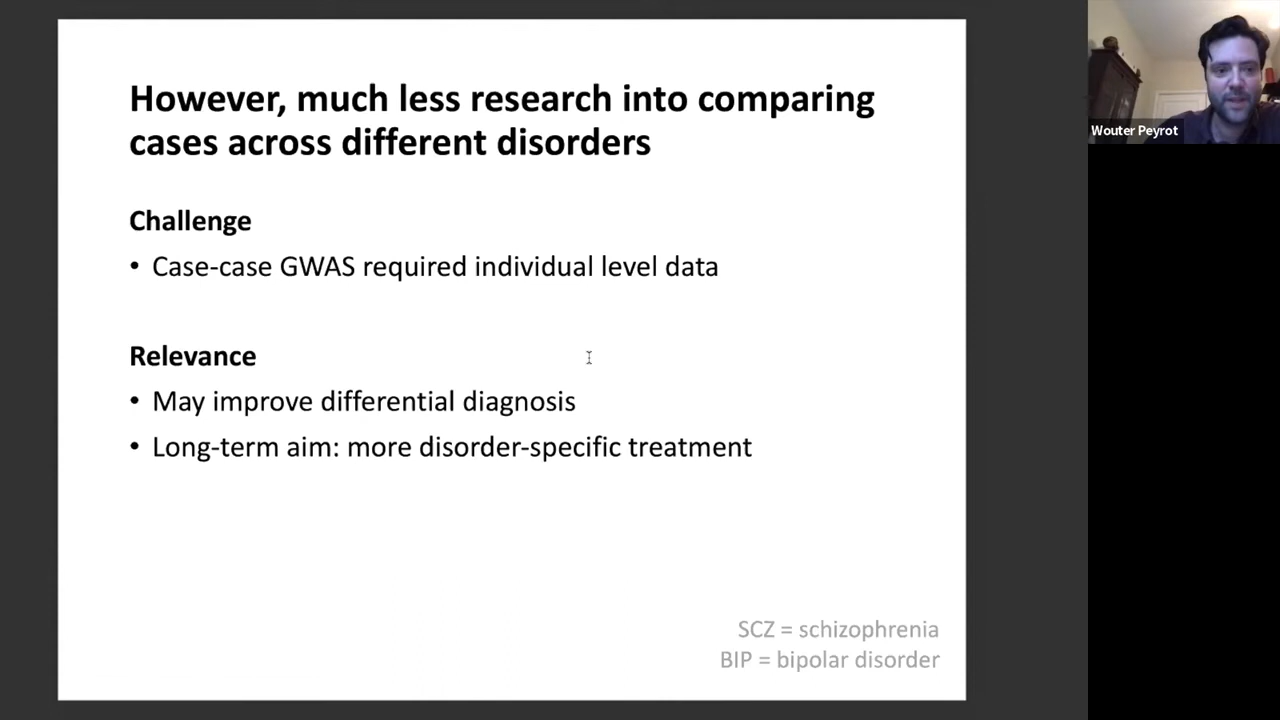 However, much less research into comparing
cases across different disorders
Challenge
• Case-case GWAS required individual level data
Relevance
• May improve differential diagnosis
• Long-term aim: more disorder-specific treatment
SCZ = schizophrenia
BIP = bipolar disorder
Wouter Peyrot